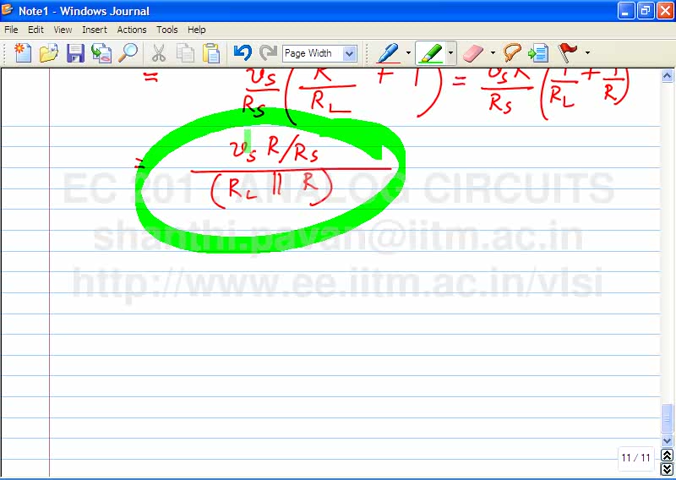 Note1 - Windows Journal
File Edit View Insert Actions Tools Help
Page Width
= vs/Rs ( R/RL + 1 ) = vs R/Rs ( 1/RL + 1/R )
= vs R/Rs
(RL || R)
EC 201 ANALOG CIRCUITS
shanthi.pavan@iitm.ac.in
http://www.ee.iitm.ac.in/vlsi
11 / 11